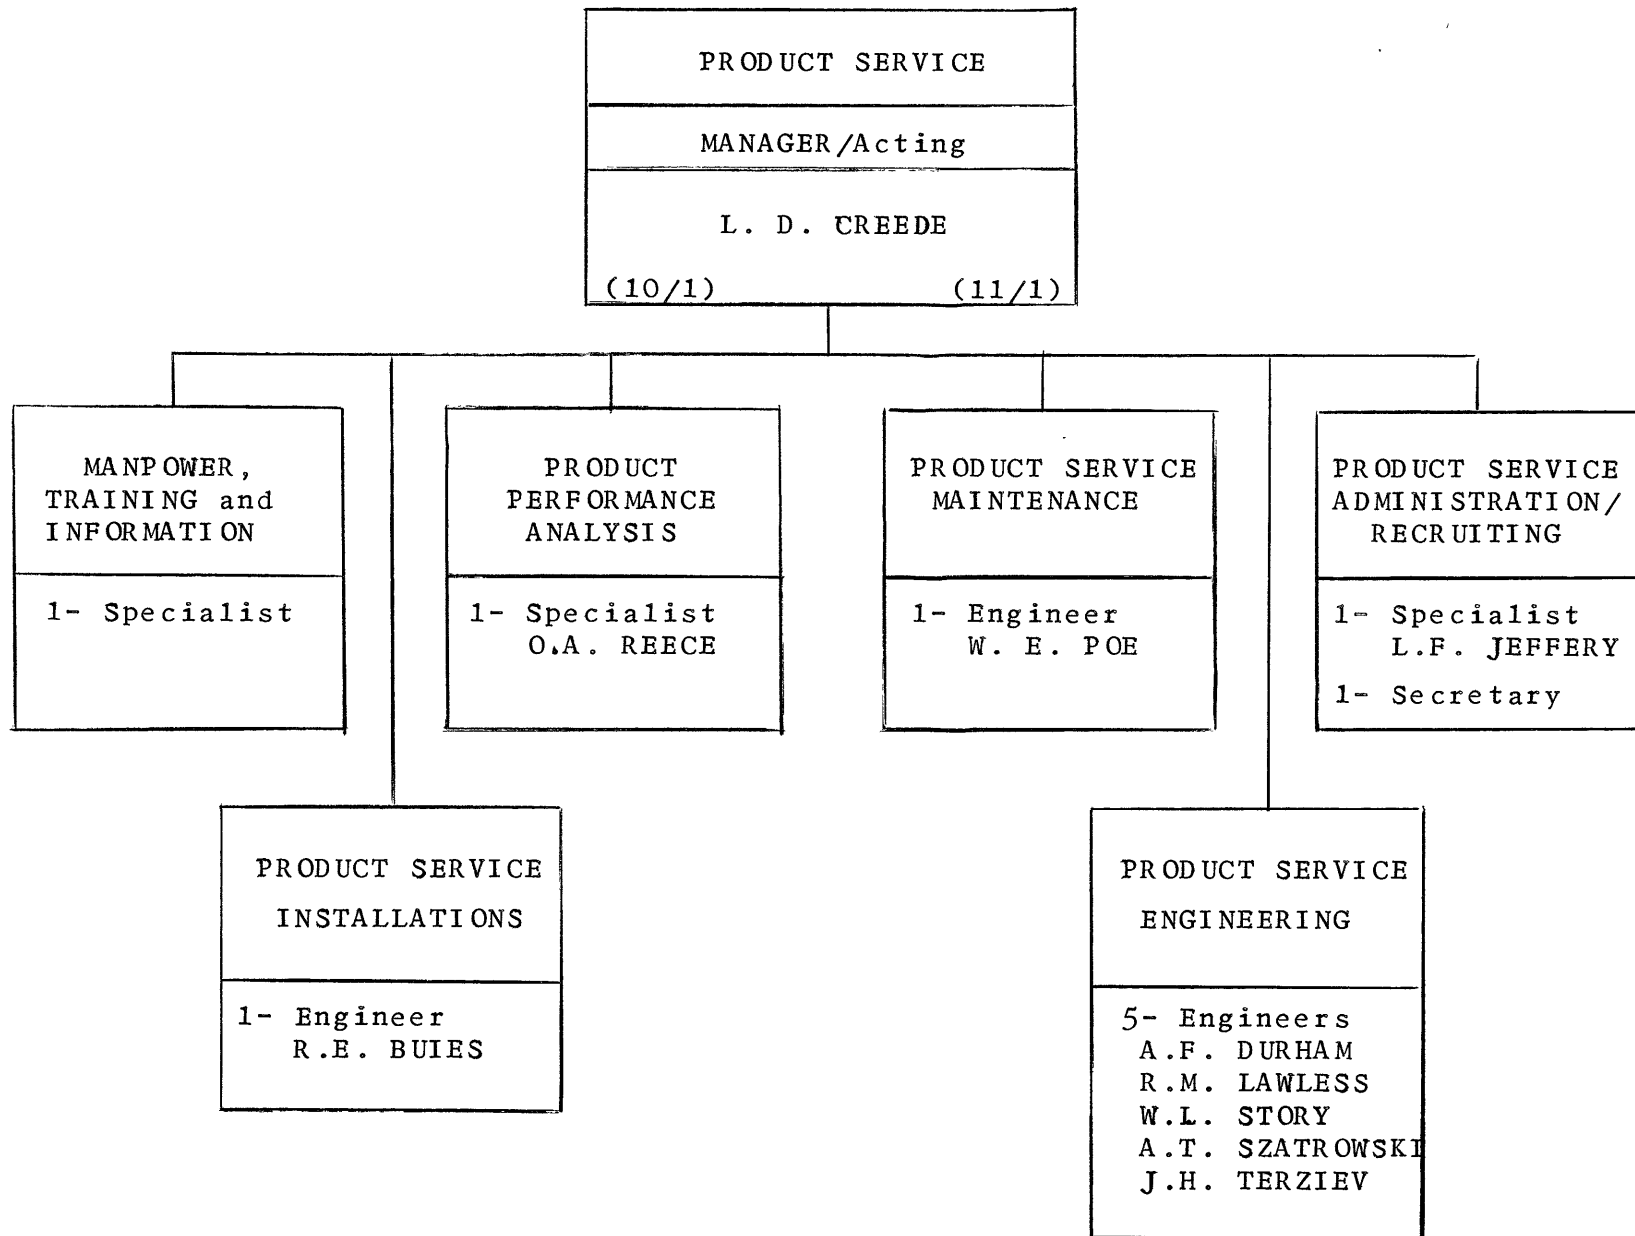 PRODUCT SERVICE
MANAGER/Acting
L. D. CREEDE
(10/1) (11/1)
MANPOWER,
TRAINING and
INFORMATION
1- Specialist
PRODUCT
PERFORMANCE
ANALYSIS
1- Specialist
O.A. REECE
PRODUCT SERVICE
MAINTENANCE
1- Engineer
W. E. POE
PRODUCT SERVICE
ADMINISTRATION/
RECRUITING
1- Specialist
L.F. JEFFERY
1- Secretary
PRODUCT SERVICE
INSTALLATIONS
1- Engineer
R.E. BUIES
PRODUCT SERVICE
ENGINEERING
5- Engineers
A.F. DURHAM
R.M. LAWLESS
W.L. STORY
A.T. SZATROWSKI
J.H. TERZIEV